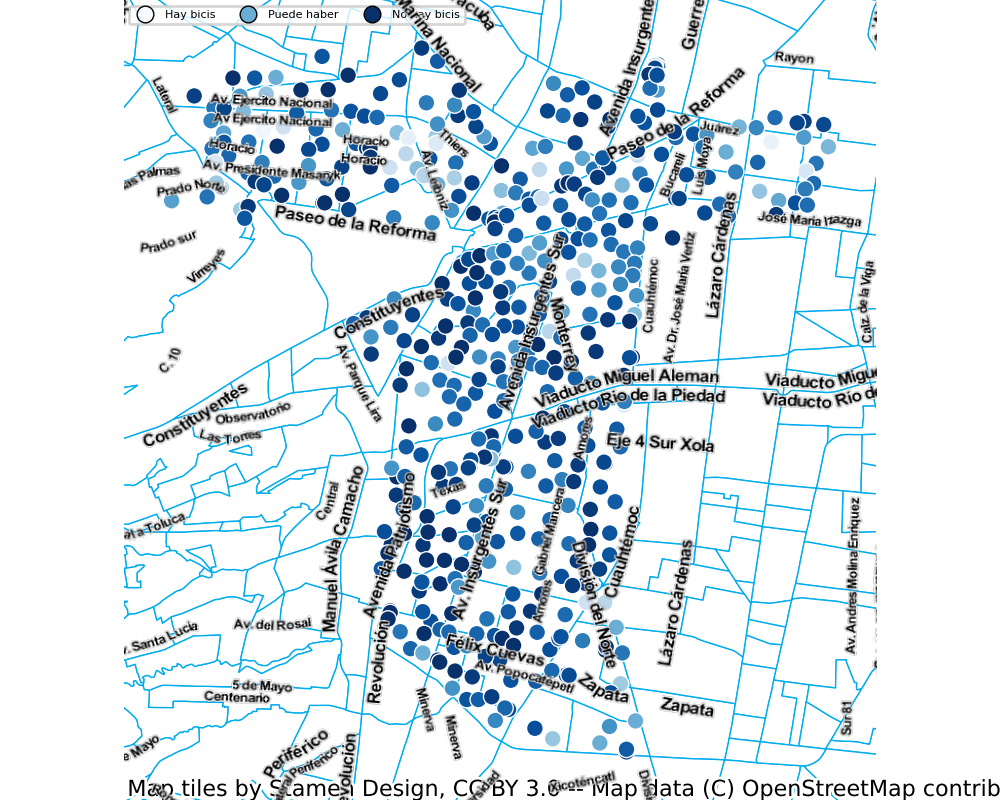 Hay bicis
Puede haber
No hay bicis
Marina Nacional
Avenida Insurgente
Guerre
Rayon
Lateral
Av. Ejercito Nacional
Av Ejercito Nacional
Paseo de la Reforma
Juárez
Horacio
Horacio
Horacio
Thiers
Av. Presidente Masaryk
Av. Leibniz
Bucareli
Luis Moya
as Palmas
Prado Norte
Paseo de la Reforma
José María Izazga
Prado sur
Virreyes
Lázaro Cárdenas
Cuauhtémoc
Av. Dr. José María Vertiz
Calz. de la Viga
Constituyentes
Avenida Insurgentes Sur
Monterrey
C. 10
Av. Parque Lira
Viaducto Miguel Aleman
Viaducto Migue
Viaducto Rio de la Piedad
Viaducto Rio de
Constituyentes
Observatorio
Las Torres
Amores
Eje 4 Sur Xola
Central
Manuel Ávila Camacho
Avenida Patriotismo
Texas
Av. Insurgentes Sur
Gabriel Mancera
Cuauhtémoc
División del Norte
Amores
Lázaro Cárdenas
Av. Andres Molina Enriquez
ata-Toluca
Av. del Rosal
. Santa Lucia
Revolución
Félix Cuevas
Av. Popocatepetl
Zapata
Zapata
5 de Mayo
Centenario
Minerva
Minerva
Sur 81
e Mayo
Periférico
Periferico
volución
Xicoténcatl
Map tiles by Stamen Design, CC BY 3.0 -- Map data (C) OpenStreetMap contrib